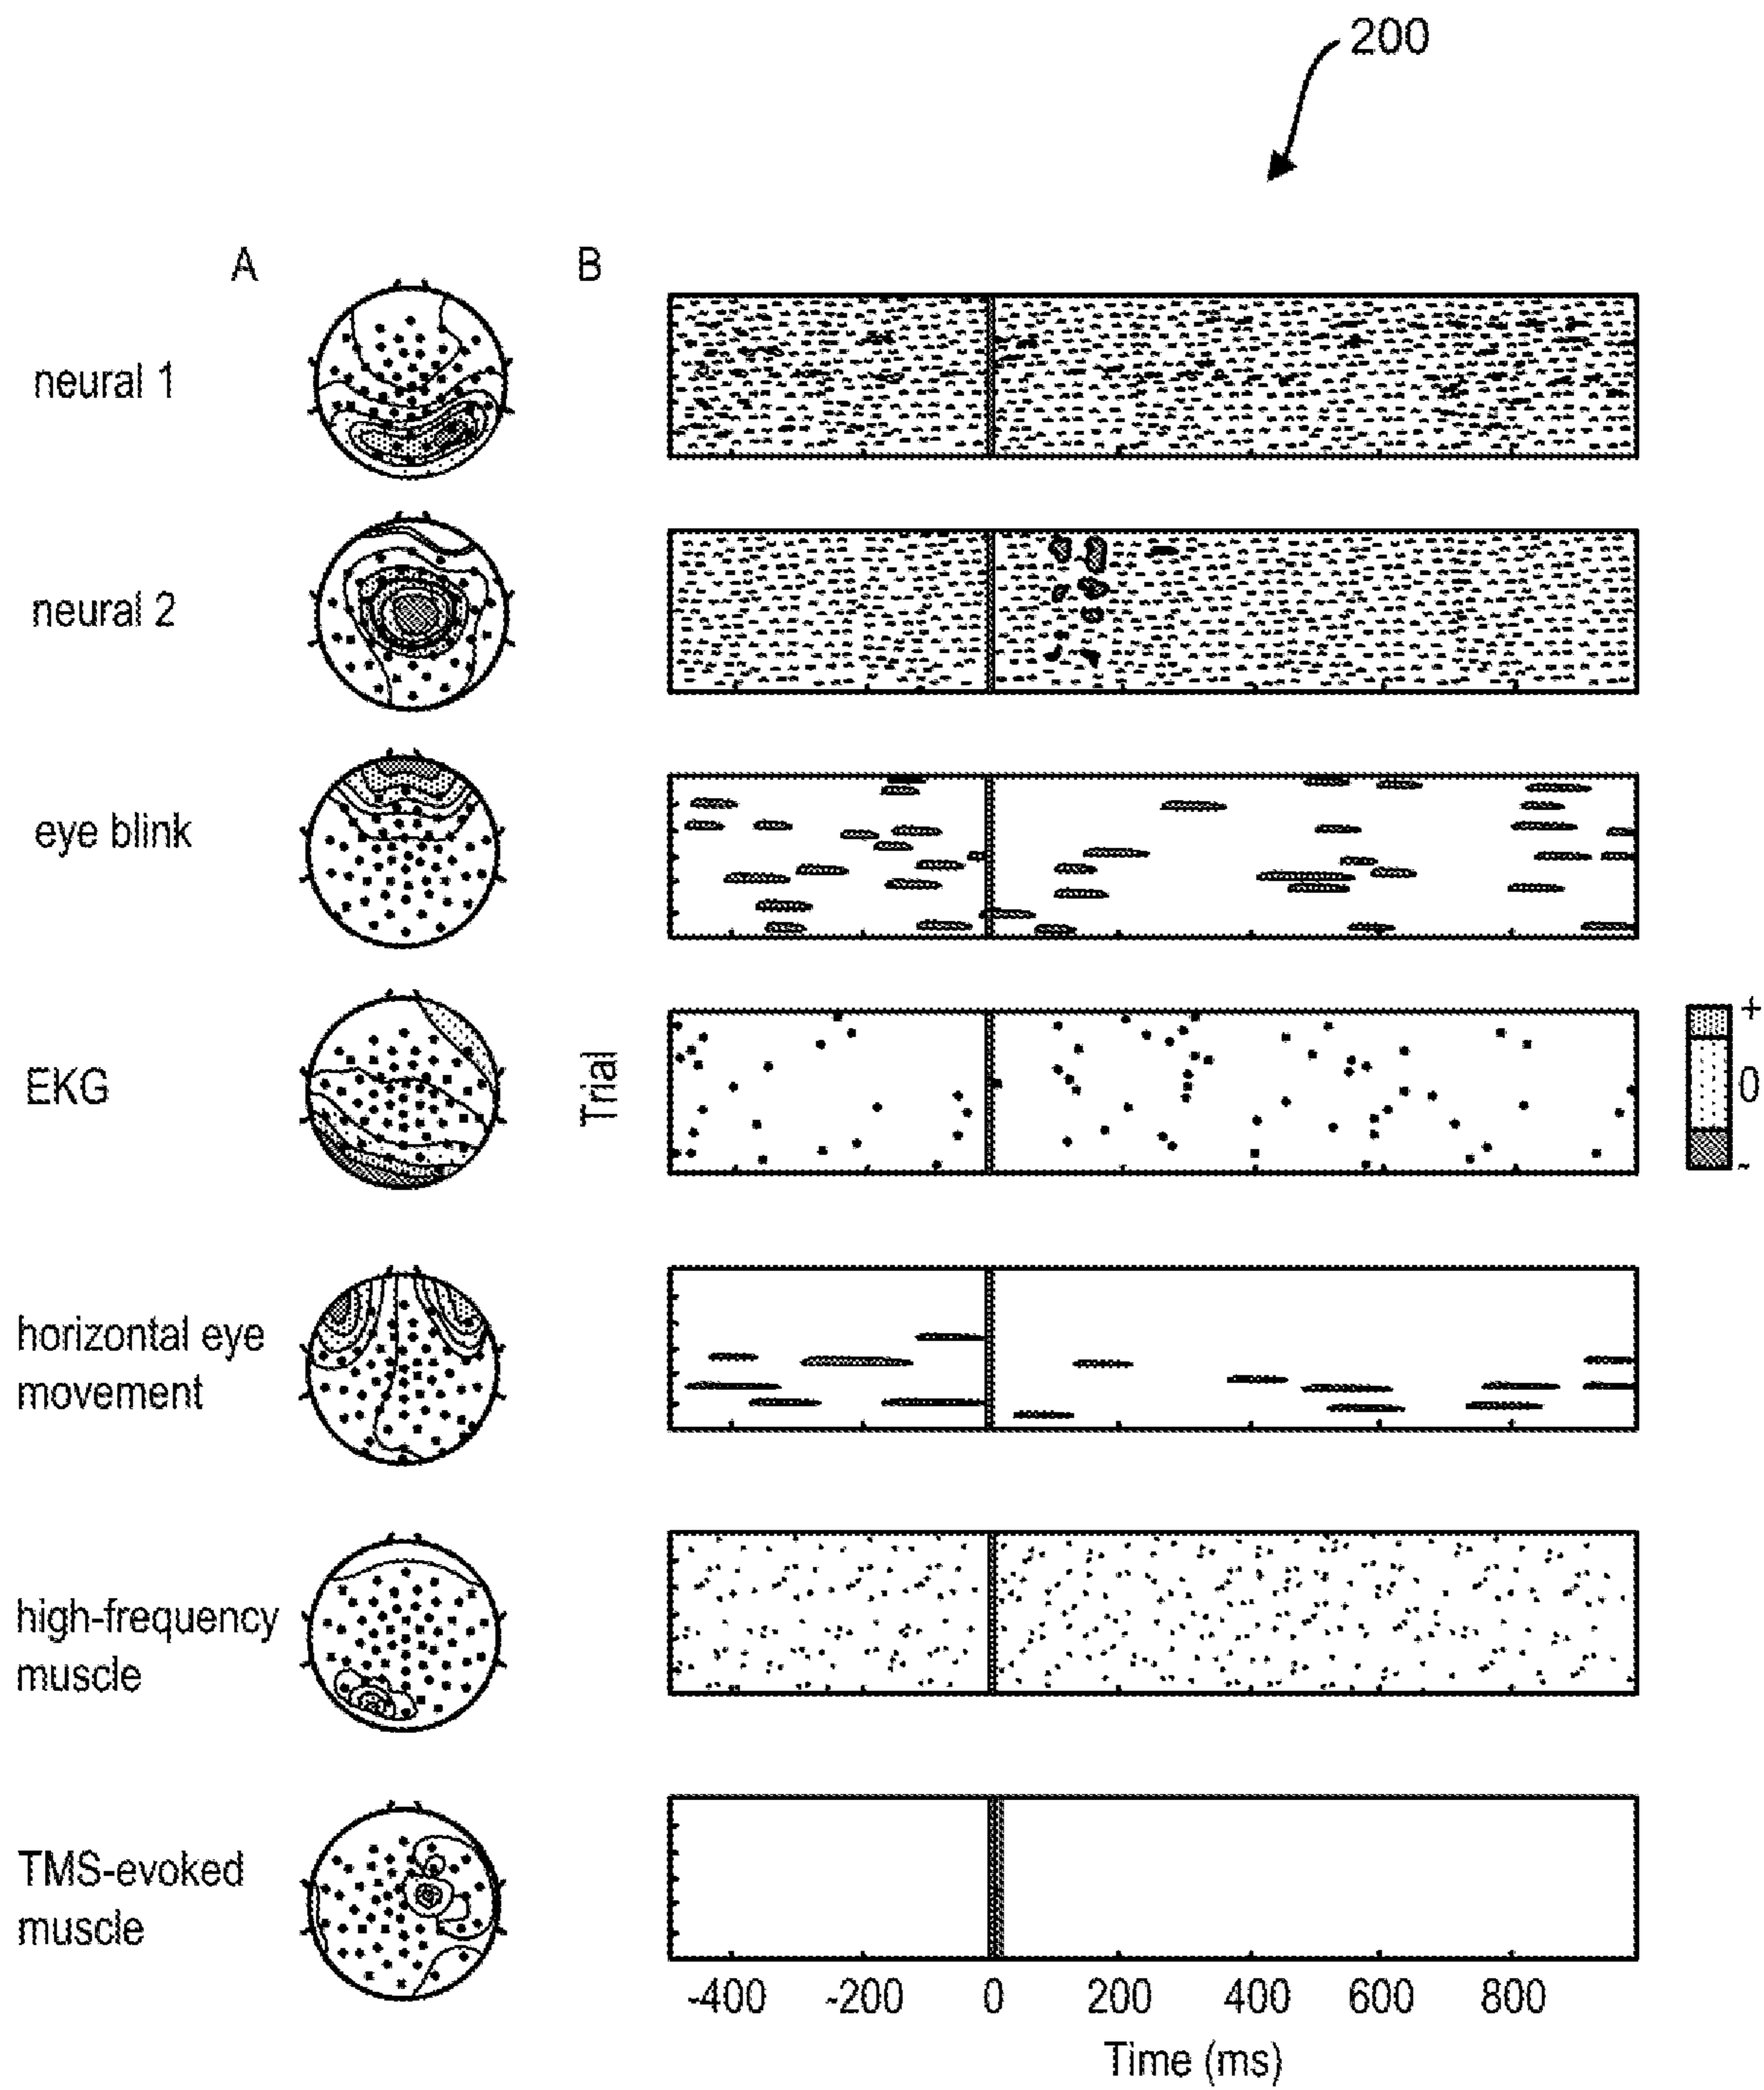 200
A
B
neural 1
neural 2
eye blink
EKG
Trial
+
0
-
horizontal eye
movement
high-frequency
muscle
TMS-evoked
muscle
-400 -200 0 200 400 600 800
Time (ms)